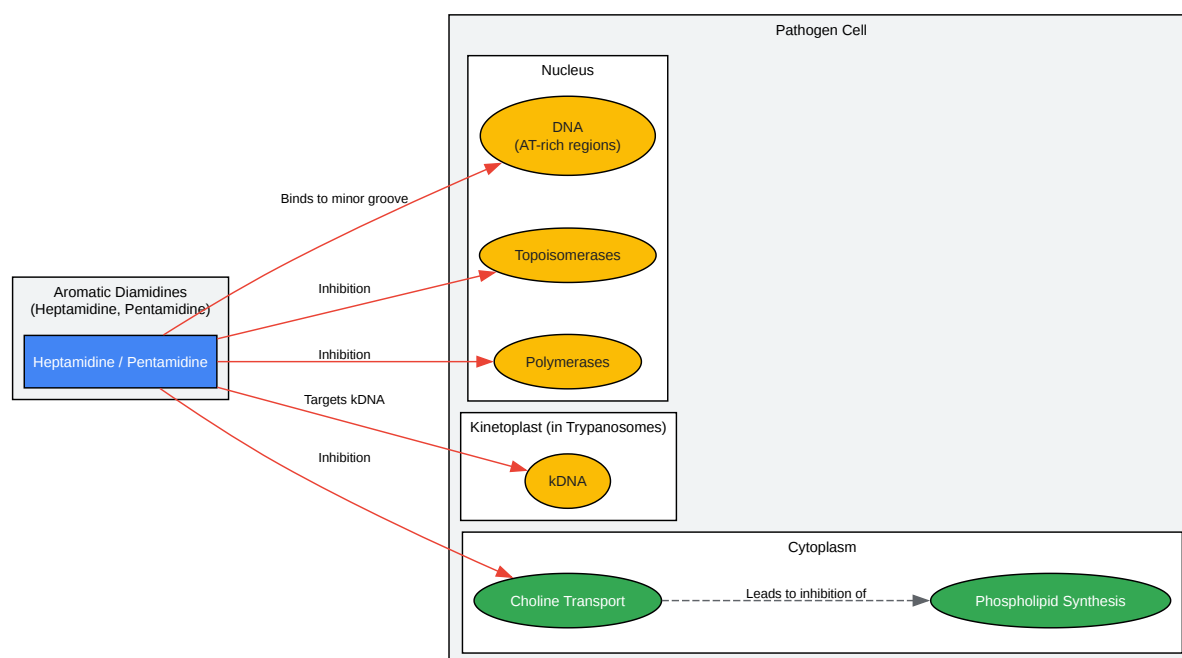 Pathogen Cell
Nucleus
DNA
(AT-rich regions)
Binds to minor groove
Topoisomerases
Aromatic Diamidines
(Heptamidine, Pentamidine)
Inhibition
Heptamidine / Pentamidine
Inhibition
Polymerases
Targets kDNA
Kinetoplast (in Trypanosomes)
Inhibition
kDNA
Cytoplasm
Choline Transport
Leads to inhibition of
Phospholipid Synthesis